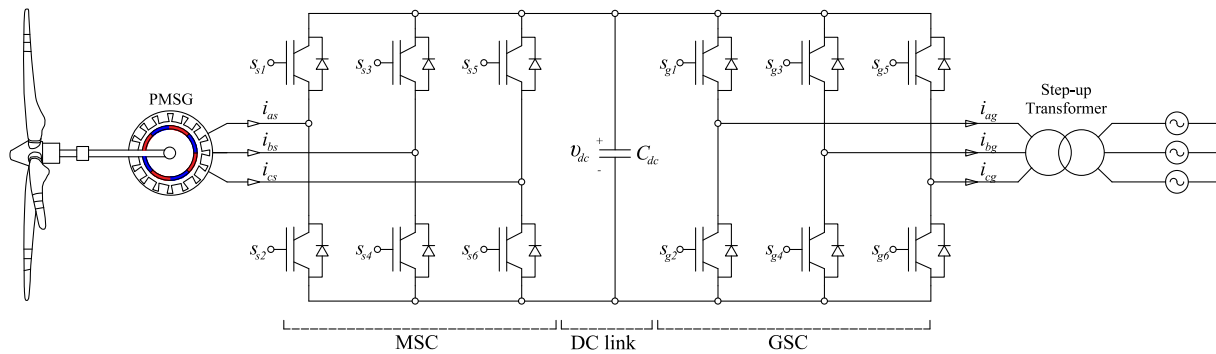 PMSG
i_as
i_bs
i_cs
s_s1
s_s3
s_s5
s_s2
s_s4
s_s6
υ_dc
+
-
C_dc
s_g1
s_g3
s_g5
s_g2
s_g4
s_g6
i_ag
i_bg
i_cg
Step-up
Transformer
MSC
DC link
GSC